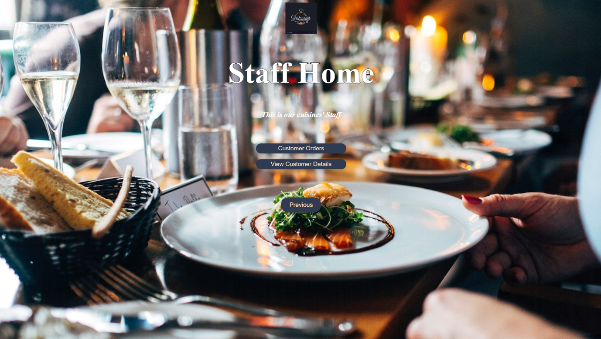 Staff Home
This is our cuisines' Staff
Customer Orders
View Customer Details
Previous